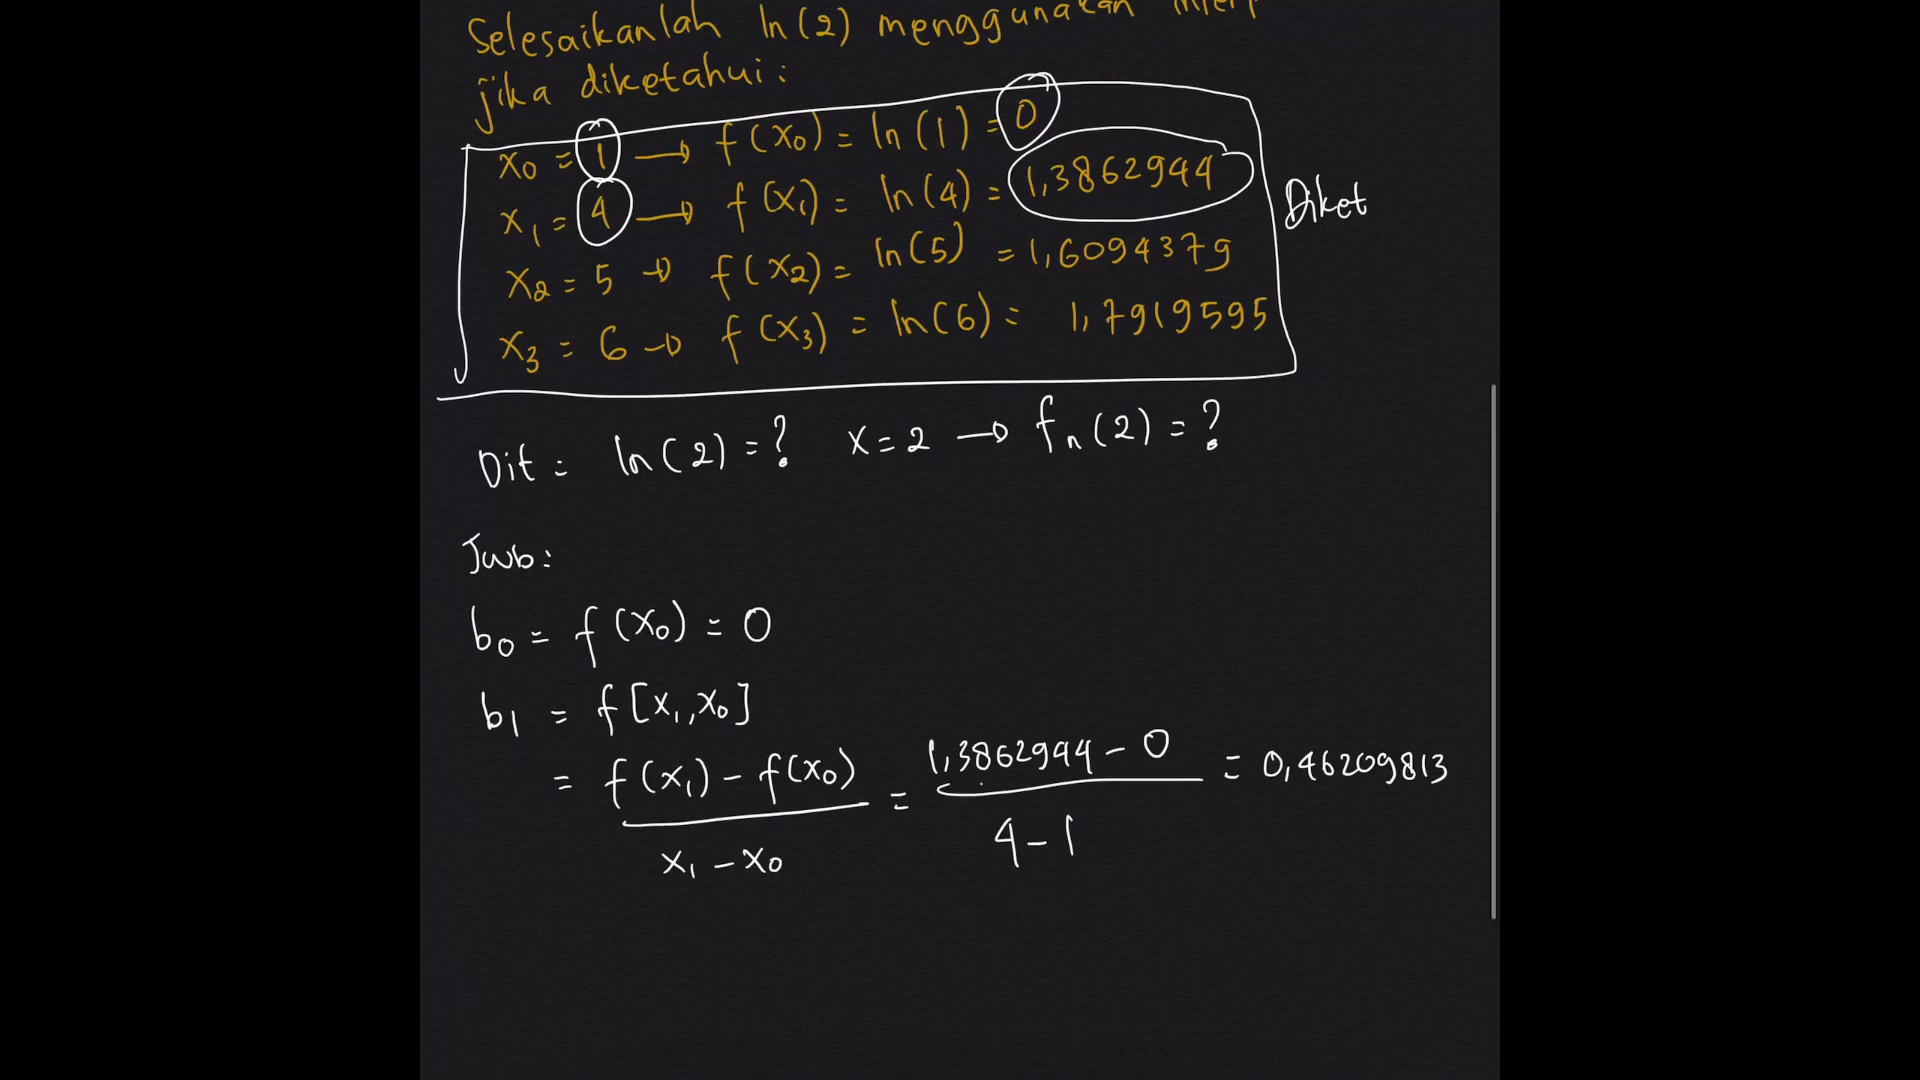 Selesaikanlah ln(2) menggunakan
jika diketahui:
x₀ = 1 → f(x₀) = ln(1) = 0
x₁ = 4 → f(x₁) = ln(4) = 1,3862944
x₂ = 5 → f(x₂) = ln(5) = 1,6094379
x₃ = 6 → f(x₃) = ln(6) = 1,7919595
Diket
Dit = ln(2) = ? x = 2 → fₙ(2) = ?
Jwb:
b₀ = f(x₀) = 0
b₁ = f[x₁,x₀]
= f(x₁) - f(x₀) / x₁ - x₀ = 1,3862944 - 0 / 4 - 1 = 0,46209813